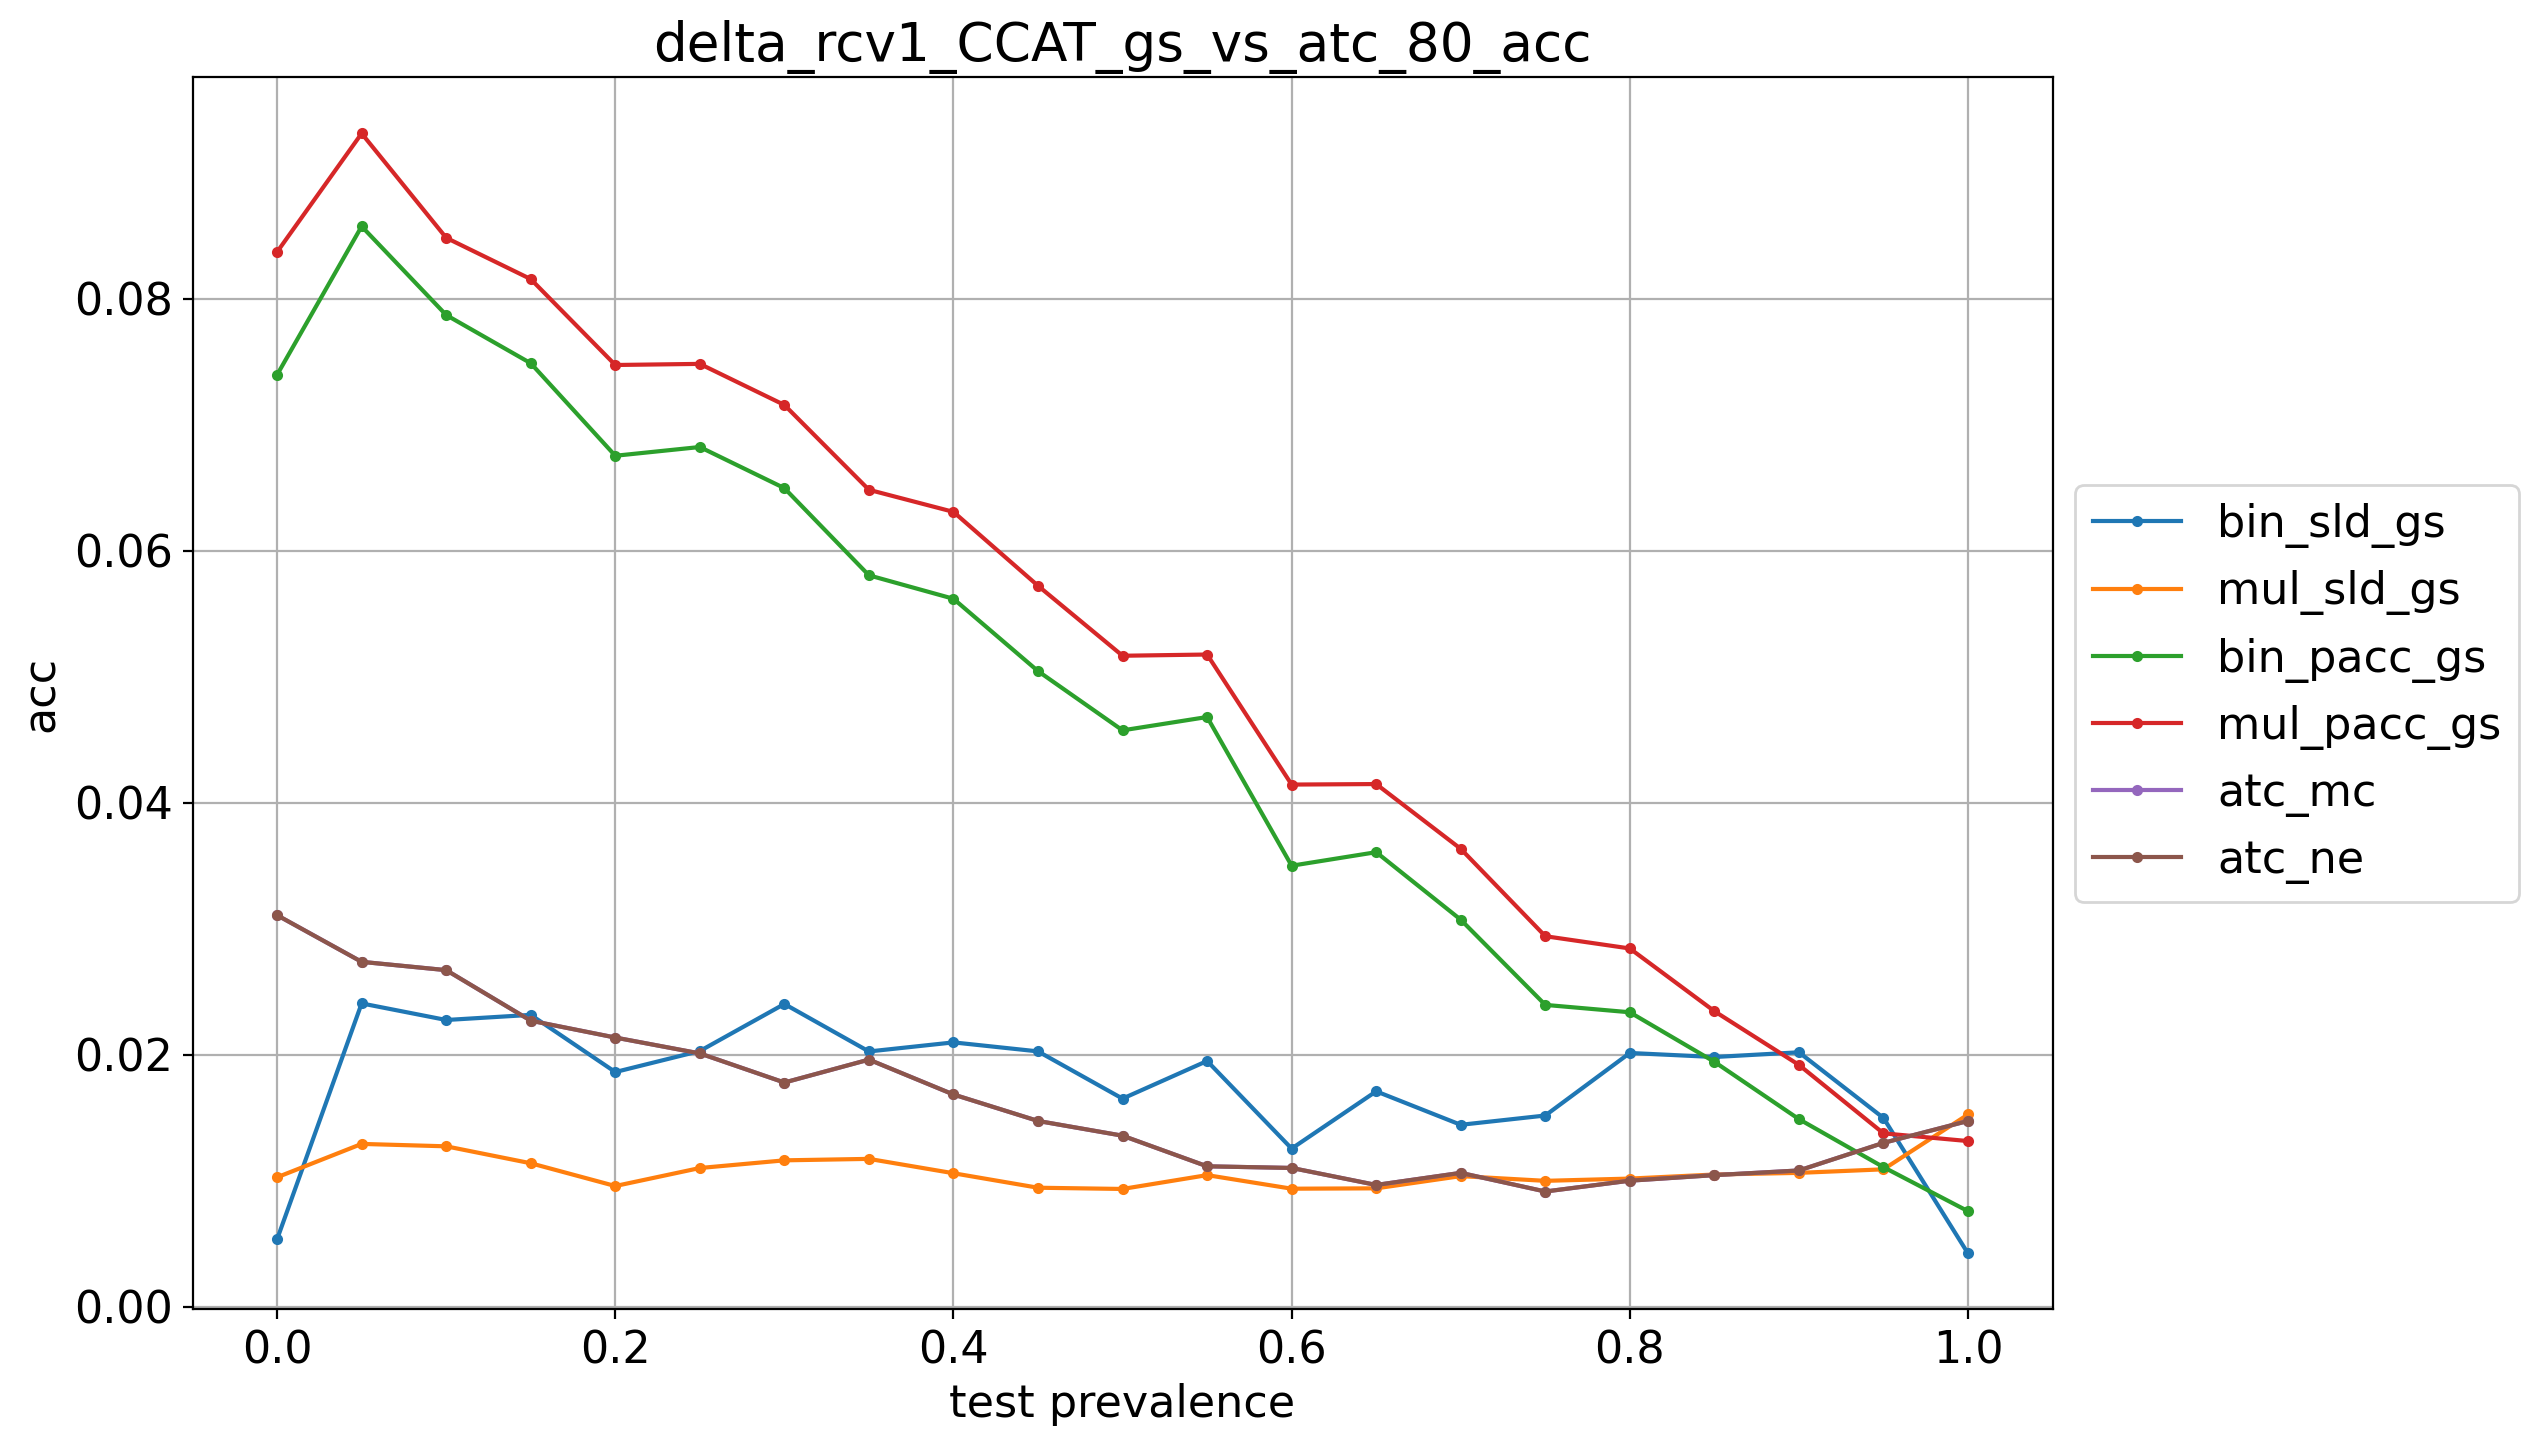 delta_rcv1_CCAT_gs_vs_atc_80_acc
acc
0.08
0.06
0.04
0.02
0.00
0.0 0.2 0.4 0.6 0.8 1.0
test prevalence
bin_sld_gs
mul_sld_gs
bin_pacc_gs
mul_pacc_gs
atc_mc
atc_ne